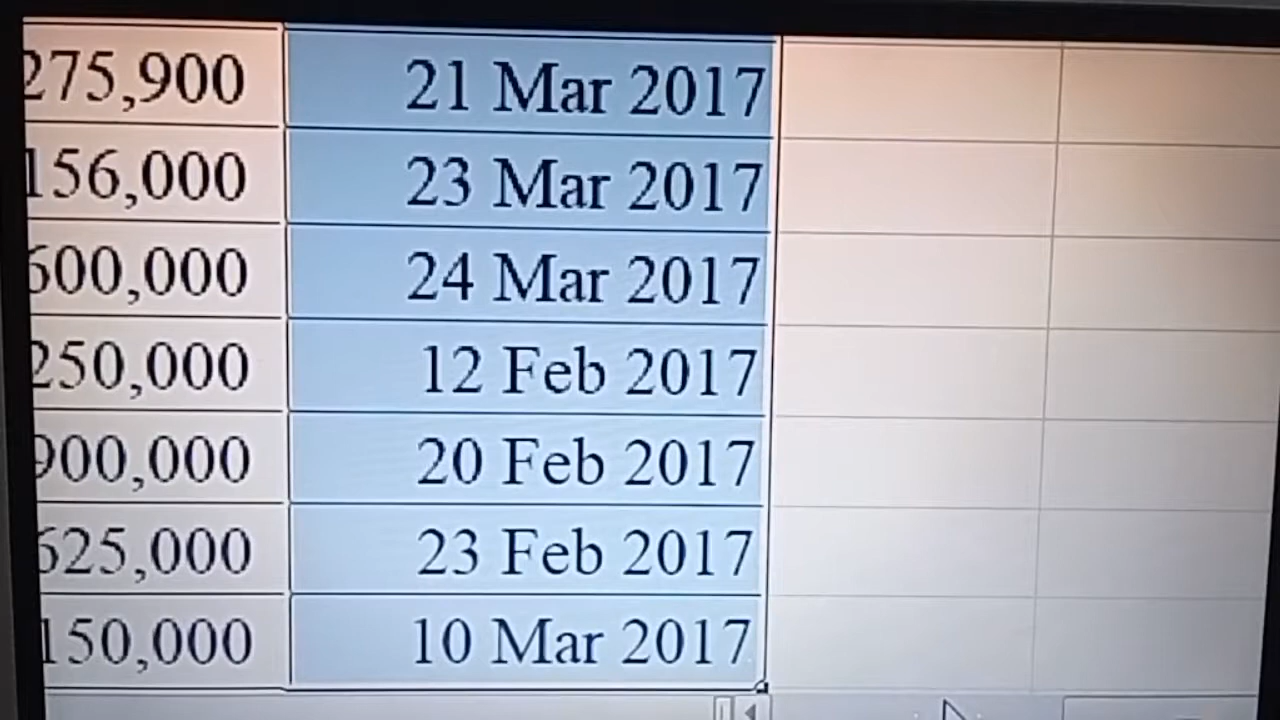 275,900 21 Mar 2017
156,000 23 Mar 2017
600,000 24 Mar 2017
250,000 12 Feb 2017
900,000 20 Feb 2017
625,000 23 Feb 2017
150,000 10 Mar 2017